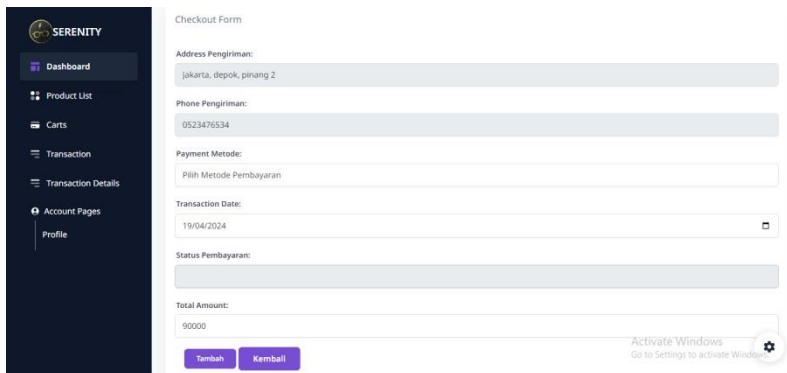 SERENITY
Dashboard
Product List
Carts
Transaction
Transaction Details
Account Pages
Profile
Checkout Form
Address Pengiriman:
jakarta, depok, pinang 2
Phone Pengiriman:
0523476534
Payment Metode:
Pilih Metode Pembayaran
Transaction Date:
19/04/2024
Status Pembayaran:
Total Amount:
90000
Tambah Kembali
Activate Windows
Go to Settings to activate Windows.